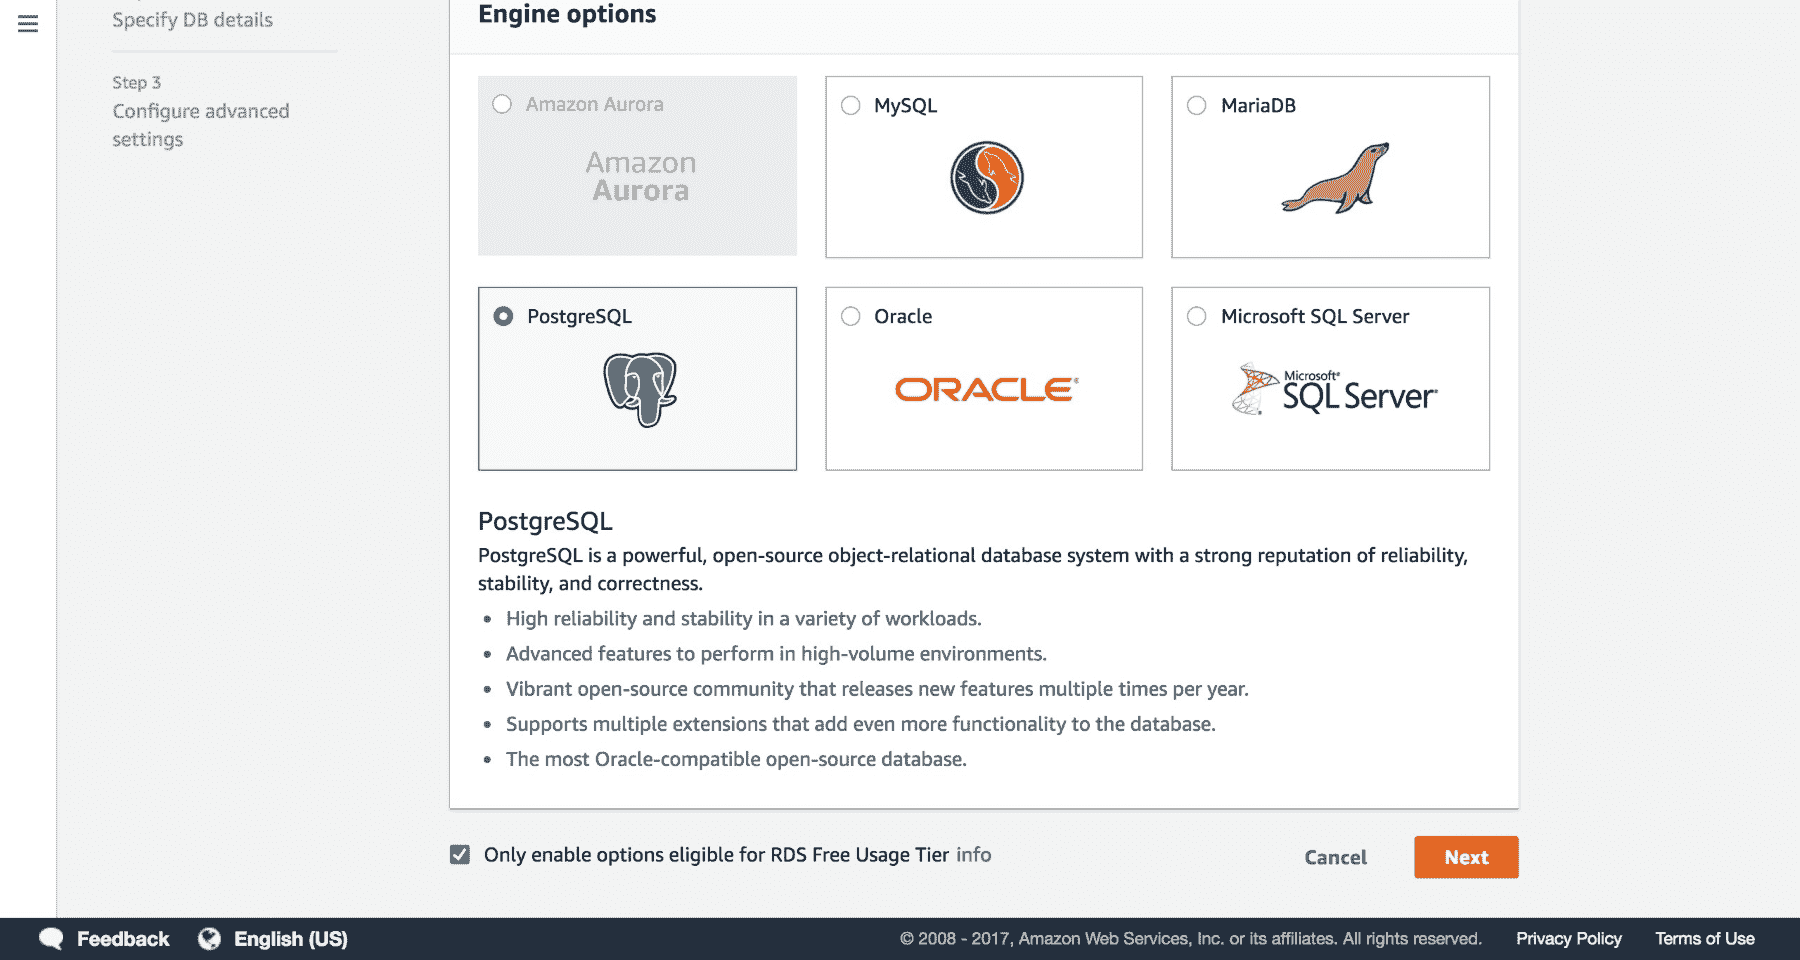 Specify DB details
Step 3
Configure advanced
settings
Engine options
Amazon Aurora
Amazon
Aurora
MySQL
MariaDB
PostgreSQL
Oracle
ORACLE®
Microsoft SQL Server
Microsoft®
SQL Server®
PostgreSQL
PostgreSQL is a powerful, open-source object-relational database system with a strong reputation of reliability,
stability, and correctness.
• High reliability and stability in a variety of workloads.
• Advanced features to perform in high-volume environments.
• Vibrant open-source community that releases new features multiple times per year.
• Supports multiple extensions that add even more functionality to the database.
• The most Oracle-compatible open-source database.
Only enable options eligible for RDS Free Usage Tier info
Cancel
Next
Feedback
English (US)
© 2008 - 2017, Amazon Web Services, Inc. or its affiliates. All rights reserved.
Privacy Policy
Terms of Use